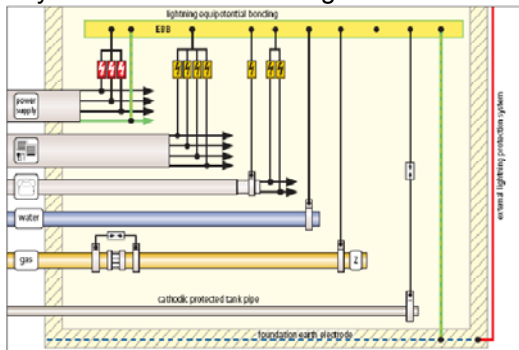 lightning equipotential bonding
EBB
power
supply
water
gas
Z
cathodic protected tank pipe
foundation earth electrode
external lightning protection system